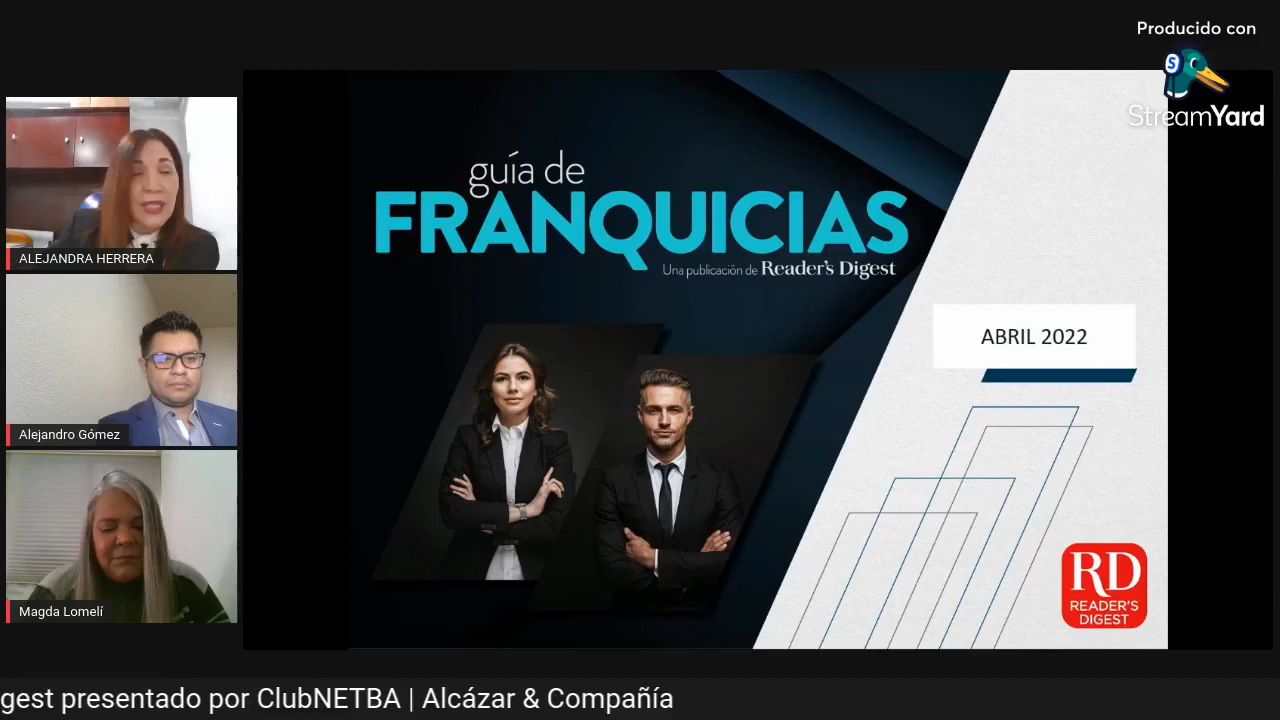 Producido con
StreamYard
guía de
FRANQUICIAS
Una publicación de Reader's Digest
ABRIL 2022
RD
READER'S
DIGEST
ALEJANDRA HERRERA
Alejandro Gómez
Magda Lomelí
gest presentado por ClubNETBA | Alcázar & Compañía